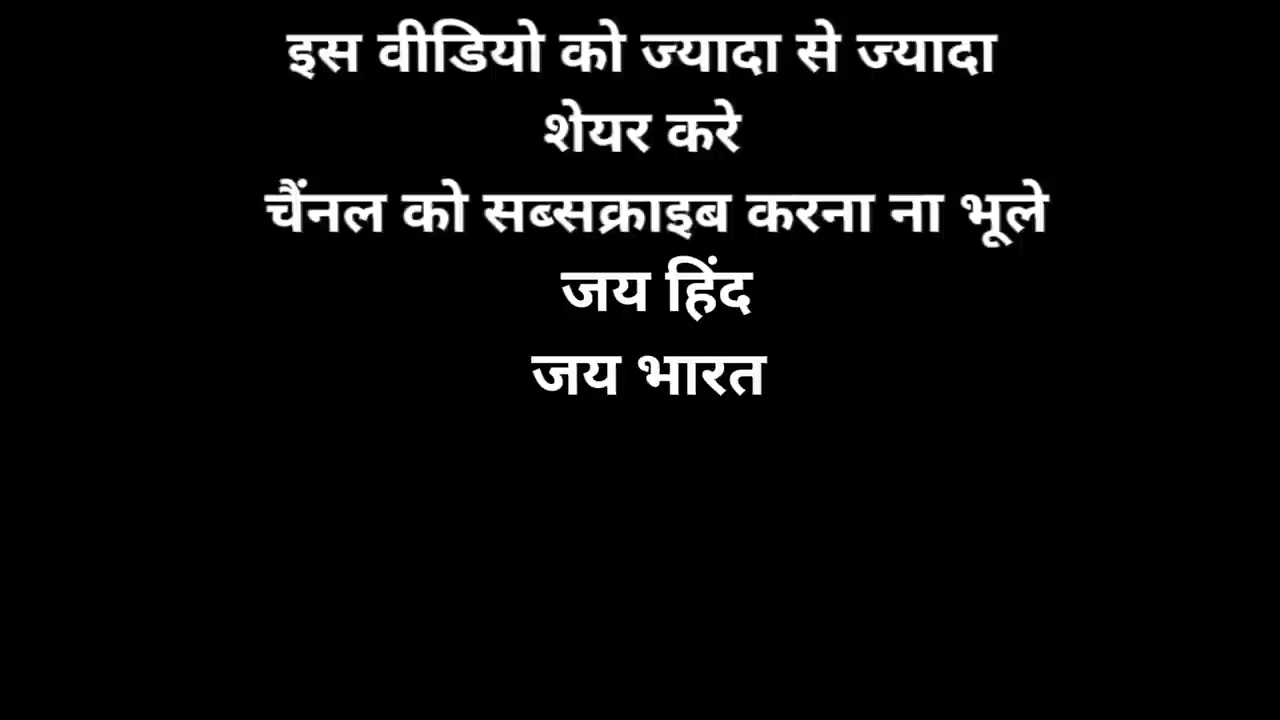 इस वीडियो को ज्यादा से ज्यादा
शेयर करे
चैंनल को सब्सक्राइब करना ना भूले
जय हिंद
जय भारत